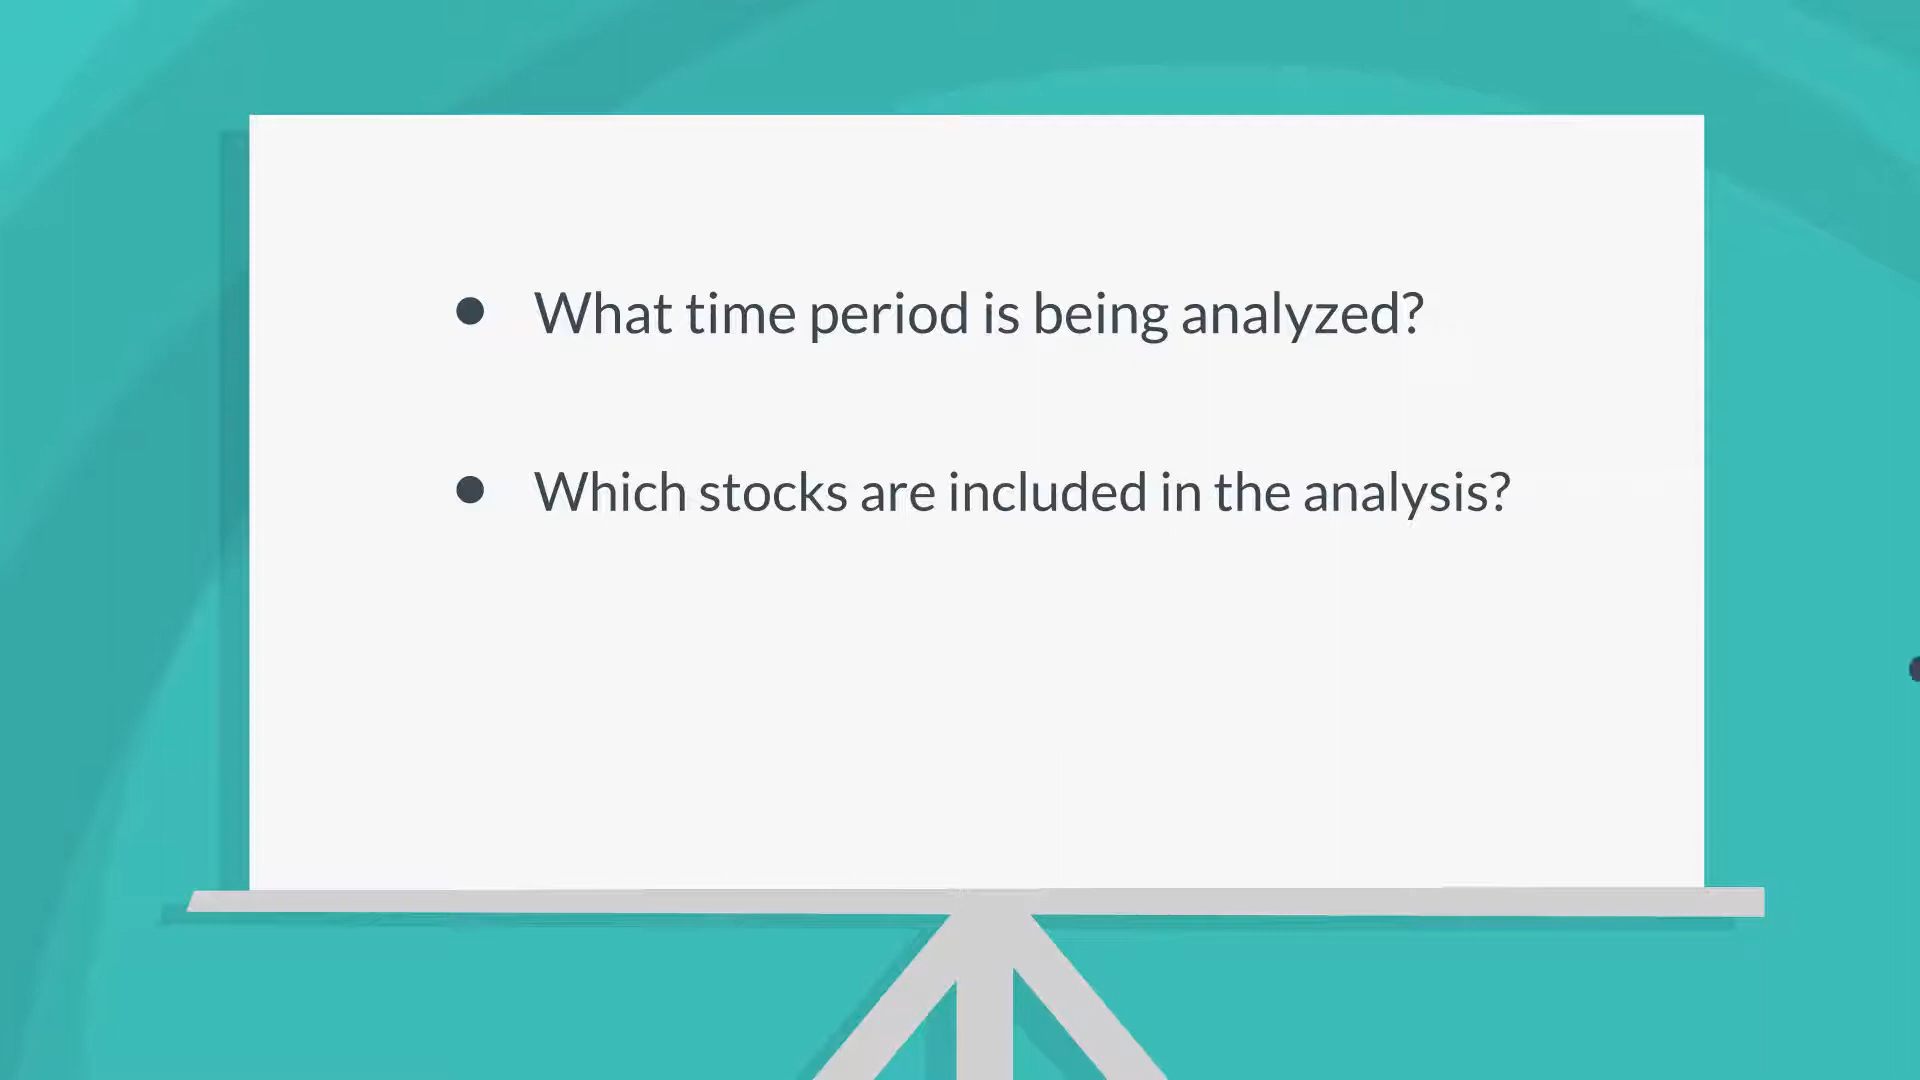 What time period is being analyzed?
Which stocks are included in the analysis?